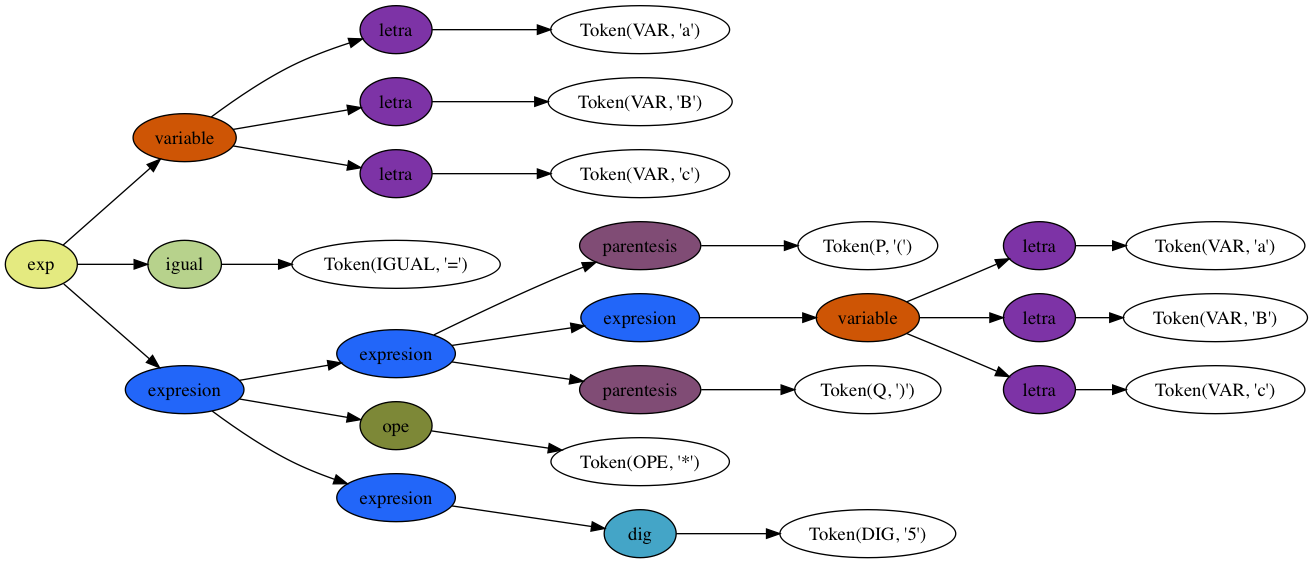 letra
Token(VAR, 'a')
letra
Token(VAR, 'B')
variable
letra
Token(VAR, 'c')
exp
igual
Token(IGUAL, '=')
parentesis
Token(P, '(')
letra
Token(VAR, 'a')
expresion
variable
letra
Token(VAR, 'B')
expresion
expresion
parentesis
Token(Q, ')')
letra
Token(VAR, 'c')
ope
Token(OPE, '*')
expresion
dig
Token(DIG, '5')